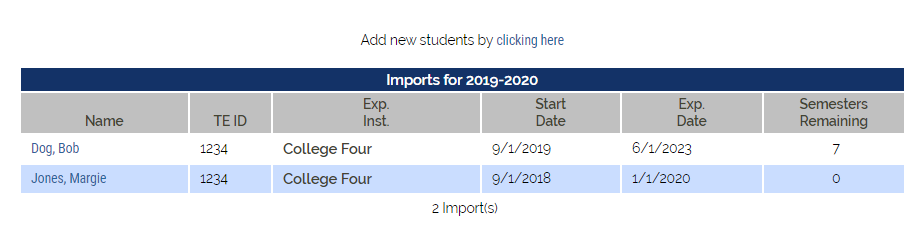 Add new students by clicking here
Imports for 2019-2020
Name TE ID Exp. Inst. Start Date Exp. Date Semesters Remaining
Dog, Bob 1234 College Four 9/1/2019 6/1/2023 7
Jones, Margie 1234 College Four 9/1/2018 1/1/2020 0
2 Import(s)